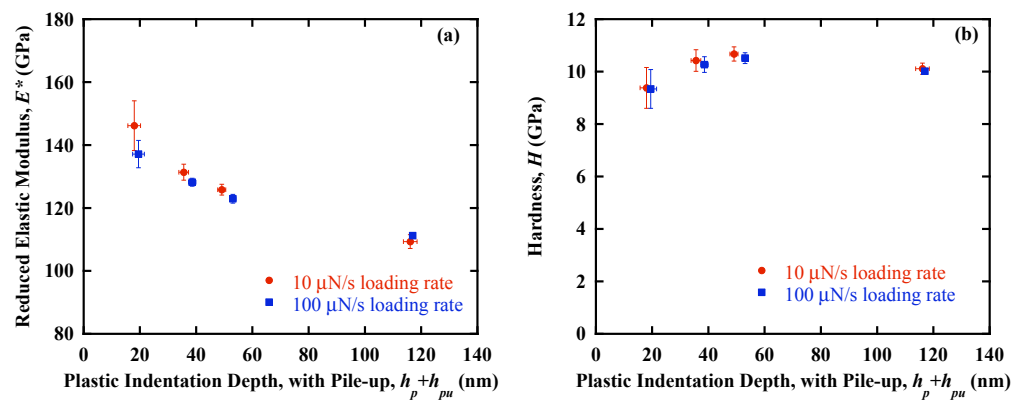 (a)
Reduced Elastic Modulus, E* (GPa)
180
160
140
120
100
80
10 μN/s loading rate
100 μN/s loading rate
0 20 40 60 80 100 120 140
Plastic Indentation Depth, with Pile-up, hp+hpu (nm)
(b)
Hardness, H (GPa)
12
10
8
6
4
2
0
10 μN/s loading rate
100 μN/s loading rate
0 20 40 60 80 100 120 140
Plastic Indentation Depth, with Pile-up, hp+hpu (nm)